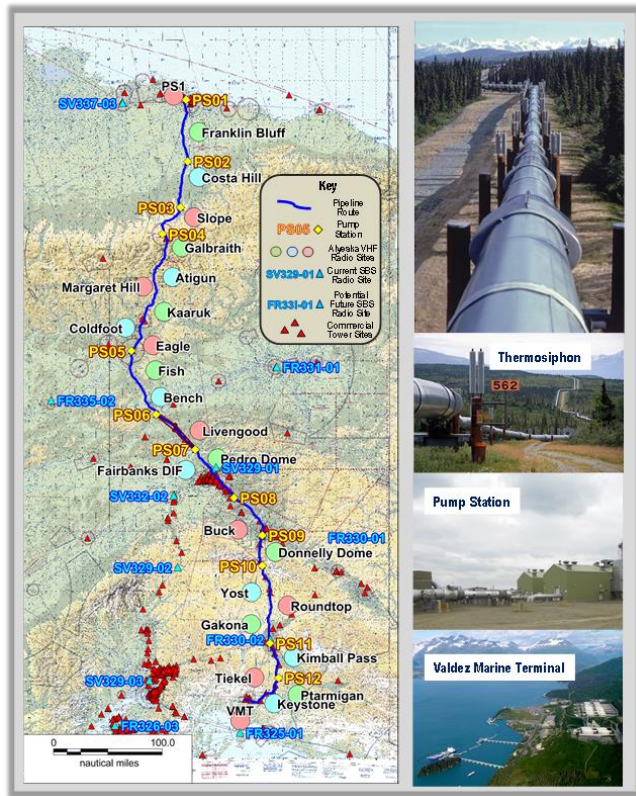 PS1
PS01
SV337-03
Franklin Bluff
PS02
Costa Hill
PS03
Slope
PS04
Galbraith
Atigun
Margaret Hill
Kaaruk
Coldfoot
Eagle
PS05
Fish
FR331-01
Bench
FR335-02
PS06
Livengood
PS07
Pedro Dome
Fairbanks DIF
SV329-01
SV332-02
PS08
Buck
PS09
FR330-01
Donnelly Dome
PS10
SV329-02
Yost
Roundtop
Gakona
FR330-02
PS11
Kimball Pass
Tiekel
SV329-03
PS12
Ptarmigan
Keystone
VMT
FR326-03
FR325-01
0
100.0
nautical miles
Key
Pipeline
Route
PS05
Pump
Station
Alyeska VHF
Radio Sites
SV329-01
Current SBS
Radio Site
FR33I-01
Potential
Future SBS
Radio Sites
Commercial
Tower Sites
Thermosiphon
562
Pump Station
Valdez Marine Terminal